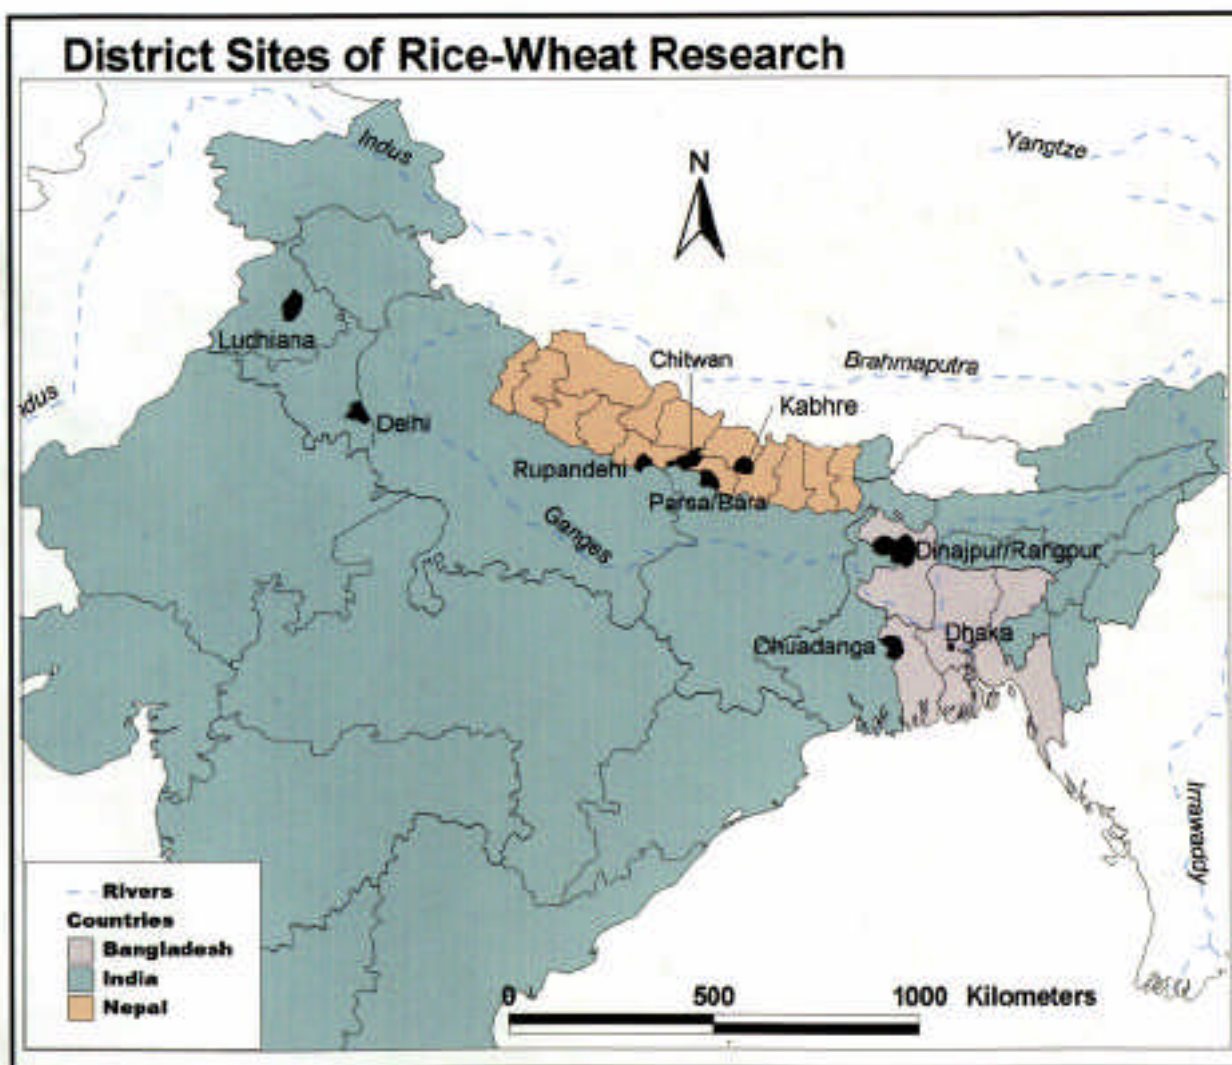 District Sites of Rice-Wheat Research
Indus
Yangtze
N
Ludhiana
Chitwan
Brahmaputra
dus
Kabhre
Delhi
Rupandehi
Parsa/Bara
Ganges
Dinajpur/Rangpur
Chuadanga
Dhaka
Irrawaddy
Rivers
Countries
Bangladesh
India
Nepal
0 500 1000 Kilometers